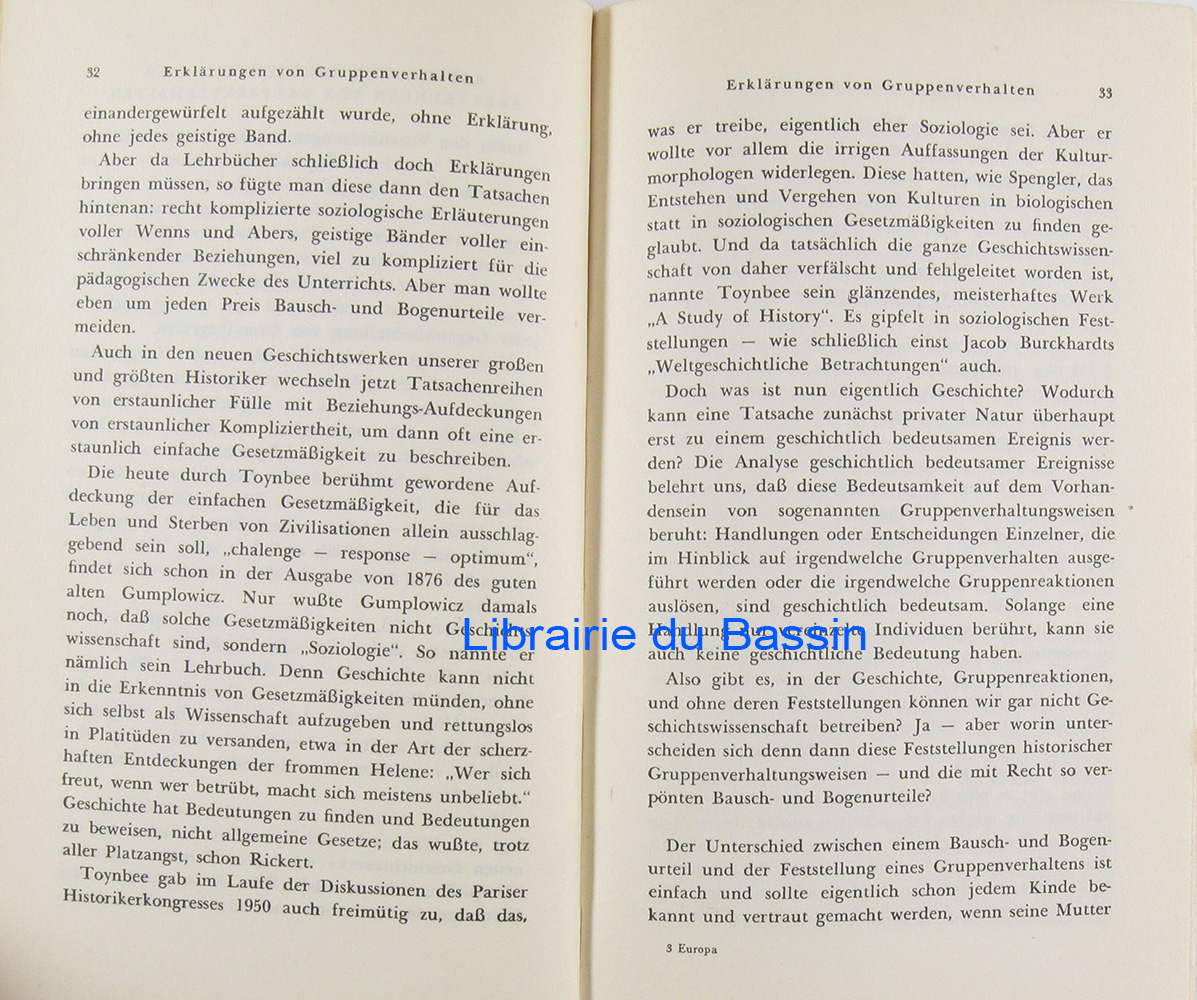 32 Erklärungen von Gruppenverhalten
einandergewürfelt aufgezählt wurde, ohne Erklärung,
ohne jedes geistige Band.
Aber da Lehrbücher schließlich doch Erklärungen
bringen müssen, so fügte man diese dann den Tatsachen
hintenan: recht komplizierte soziologische Erläuterungen
voller Wenns und Abers, geistige Bänder voller ein-
schränkender Beziehungen, viel zu kompliziert für die
pädagogischen Zwecke des Unterrichts. Aber man wollte
eben um jeden Preis Bausch- und Bogenurteile ver-
meiden.
Auch in den neuen Geschichtswerken unserer großen
und größten Historiker wechseln jetzt Tatsachenreihen
von erstaunlicher Fülle mit Beziehungs-Aufdeckungen
von erstaunlicher Kompliziertheit, um dann oft eine er-
staunlich einfache Gesetzmäßigkeit zu beschreiben.
Die heute durch Toynbee berühmt gewordene Auf-
deckung der einfachen Gesetzmäßigkeit, die für das
Leben und Sterben von Zivilisationen allein ausschlag-
gebend sein soll, „chalenge — response — optimum“,
findet sich schon in der Ausgabe von 1876 des guten
alten Gumplowicz. Nur wußte Gumplowicz damals
noch, daß solche Gesetzmäßigkeiten nicht Geschichts-
wissenschaft sind, sondern „Soziologie“. So nannte er
nämlich sein Lehrbuch. Denn Geschichte kann nicht
in die Erkenntnis von Gesetzmäßigkeiten münden, ohne
sich selbst als Wissenschaft aufzugeben und rettungslos
in Platitüden zu versanden, etwa in der Art der scherz-
haften Entdeckungen der frommen Helene: „Wer sich
freut, wenn wer betrübt, macht sich meistens unbeliebt.“
Geschichte hat Bedeutungen zu finden und Bedeutungen
zu beweisen, nicht allgemeine Gesetze; das wußte, trotz
aller Platzangst, schon Rickert.
Toynbee gab im Laufe der Diskussionen des Pariser
Historikerkongresses 1950 auch freimütig zu, daß das,
Erklärungen von Gruppenverhalten 33
was er treibe, eigentlich eher Soziologie sei. Aber er
wollte vor allem die irrigen Auffassungen der Kultur-
morphologen widerlegen. Diese hatten, wie Spengler, das
Entstehen und Vergehen von Kulturen in biologischen
statt in soziologischen Gesetzmäßigkeiten zu finden ge-
glaubt. Und da tatsächlich die ganze Geschichtswissen-
schaft von daher verfälscht und fehlgeleitet worden ist,
nannte Toynbee sein glänzendes, meisterhaftes Werk
„A Study of History“. Es gipfelt in soziologischen Fest-
stellungen — wie schließlich einst Jacob Burckhardts
„Weltgeschichtliche Betrachtungen“ auch.
Doch was ist nun eigentlich Geschichte? Wodurch
kann eine Tatsache zunächst privater Natur überhaupt
erst zu einem geschichtlich bedeutsamen Ereignis wer-
den? Die Analyse geschichtlich bedeutsamer Ereignisse
belehrt uns, daß diese Bedeutsamkeit auf dem Vorhan-
densein von sogenannten Gruppenverhaltungsweisen
beruht: Handlungen oder Entscheidungen Einzelner, die
im Hinblick auf irgendwelche Gruppenverhalten ausge-
führt werden oder die irgendwelche Gruppenreaktionen
auslösen, sind geschichtlich bedeutsam. Solange eine
Handlung nur vereinzelte Individuen berührt, kann sie
auch keine geschichtliche Bedeutung haben.
Also gibt es, in der Geschichte, Gruppenreaktionen,
und ohne deren Feststellungen können wir gar nicht Ge-
schichtswissenschaft betreiben? Ja — aber worin unter-
scheiden sich denn dann diese Feststellungen historischer
Gruppenverhaltungsweisen — und die mit Recht so ver-
pönten Bausch- und Bogenurteile?
Der Unterschied zwischen einem Bausch- und Bogen-
urteil und der Feststellung eines Gruppenverhaltens ist
einfach und sollte eigentlich schon jedem Kinde be-
kannt und vertraut gemacht werden, wenn seine Mutter
3 Europa
Librairie du Bassin